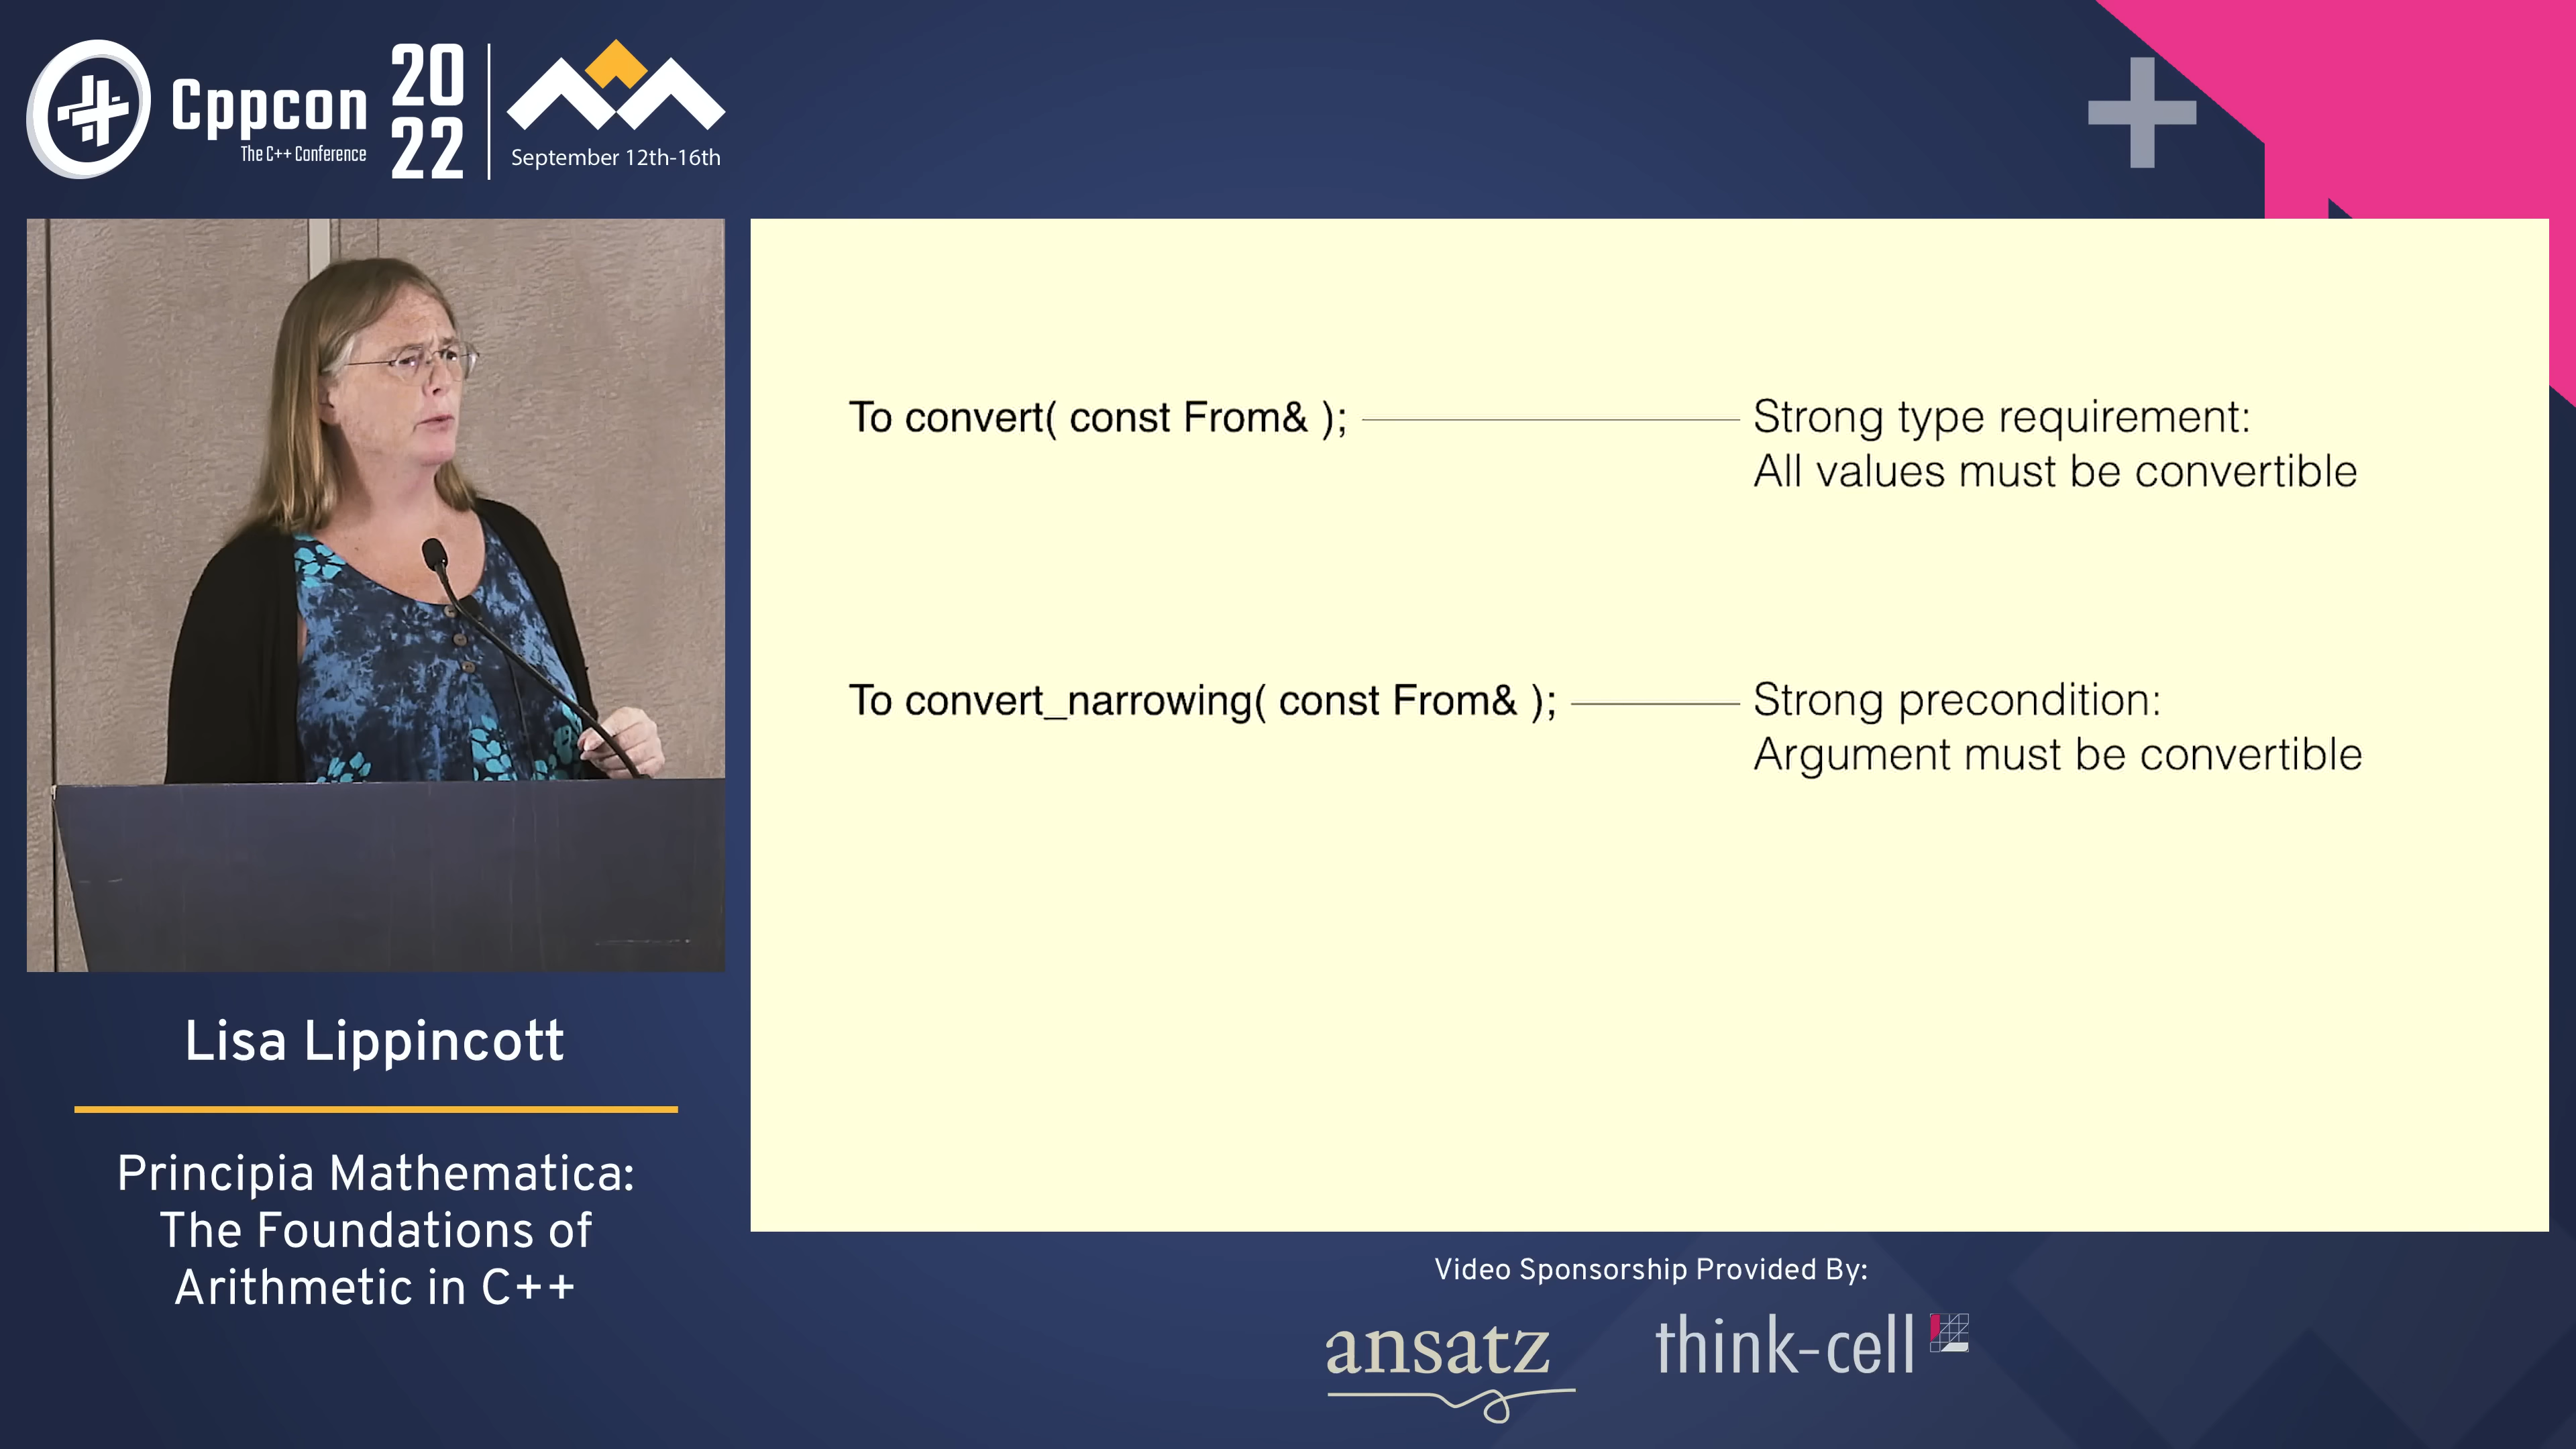 Cppcon
The C++ Conference
20
22
September 12th-16th
To convert( const From& );
Strong type requirement:
All values must be convertible
To convert_narrowing( const From& );
Strong precondition:
Argument must be convertible
Lisa Lippincott
Principia Mathematica:
The Foundations of
Arithmetic in C++
Video Sponsorship Provided By:
ansatz
think-cell